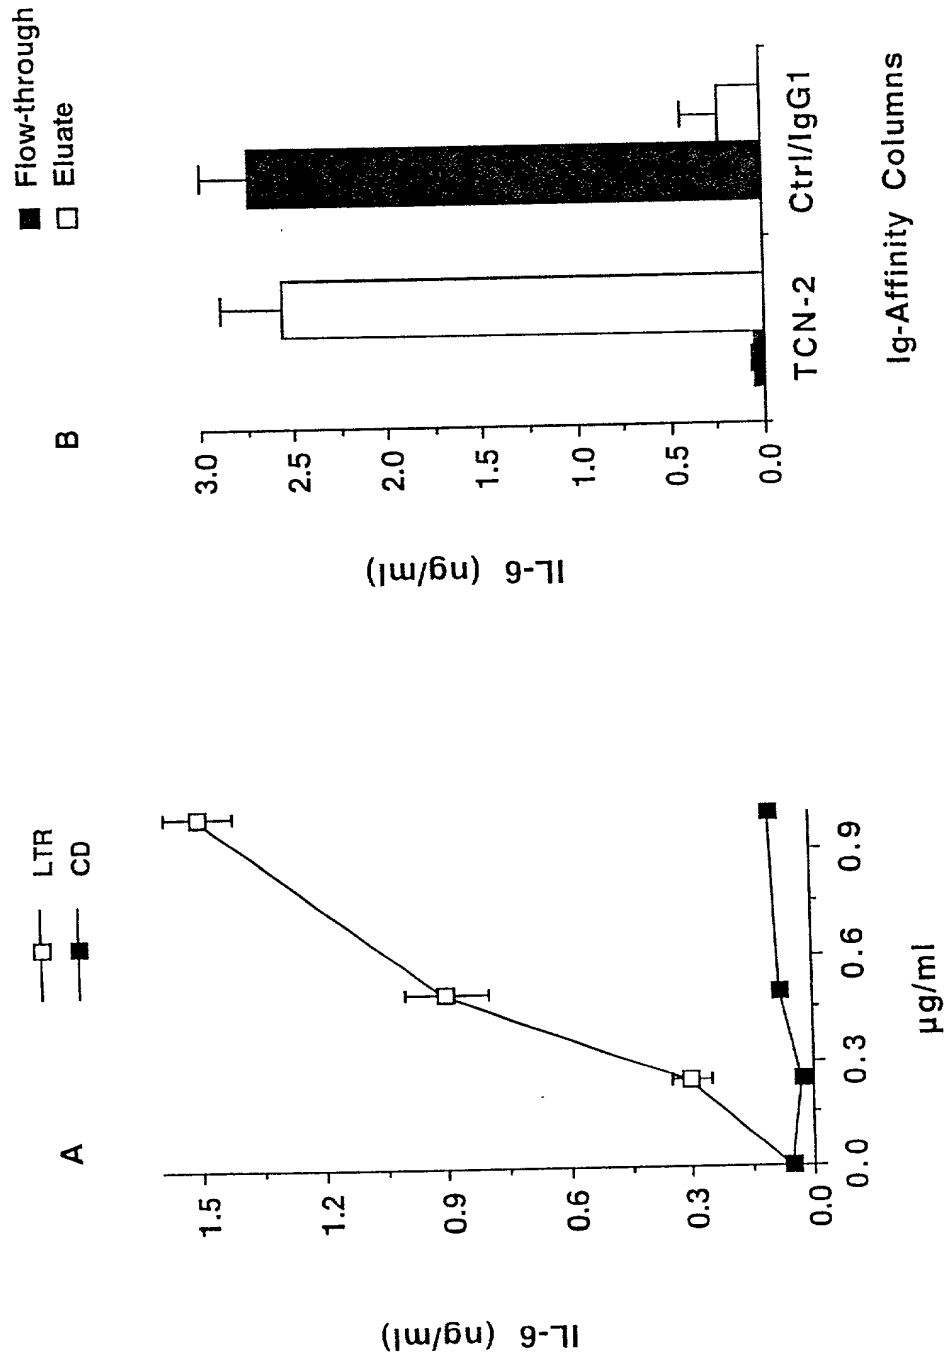 A
LTR
CD
IL-6 (ng/ml)
1.5
1.2
0.9
0.6
0.3
0.0
0.0
0.3
0.6
0.9
µg/ml
B
Flow-through
Eluate
IL-6 (ng/ml)
3.0
2.5
2.0
1.5
1.0
0.5
0.0
TCN-2
Ctrl/IgG1
Ig-Affinity Columns